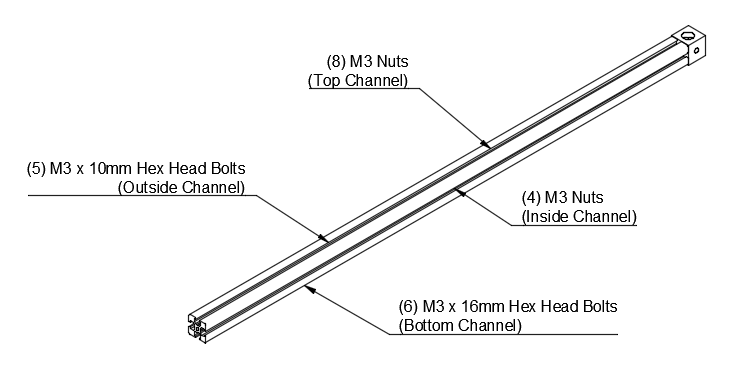 (8) M3 Nuts
(Top Channel)
(5) M3 x 10mm Hex Head Bolts
(Outside Channel)
(4) M3 Nuts
(Inside Channel)
(6) M3 x 16mm Hex Head Bolts
(Bottom Channel)